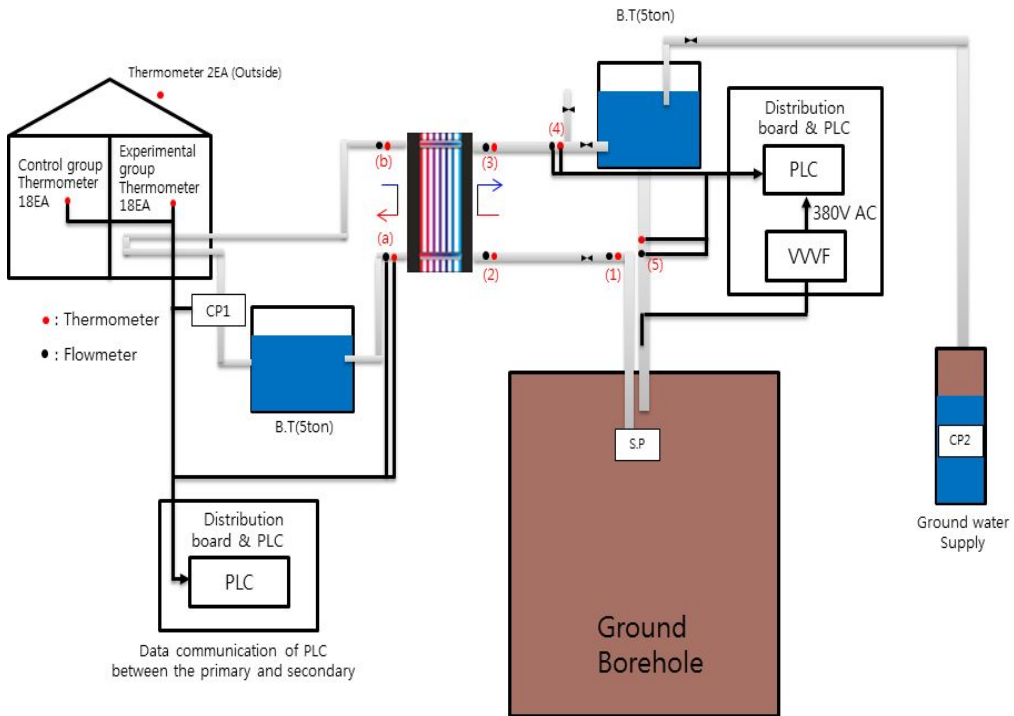 B.T(5ton)
Thermometer 2EA (Outside)
Control group
Thermometer
18EA
Experimental
group
Thermometer
18EA
(b)
(3)
(4)
Distribution
board & PLC
PLC
380V AC
VVVF
(a)
(2)
(1)
(5)
CP1
: Thermometer
: Flowmeter
B.T(5ton)
S.P
CP2
Ground water
Supply
Distribution
board & PLC
PLC
Data communication of PLC
between the primary and secondary
Ground
Borehole